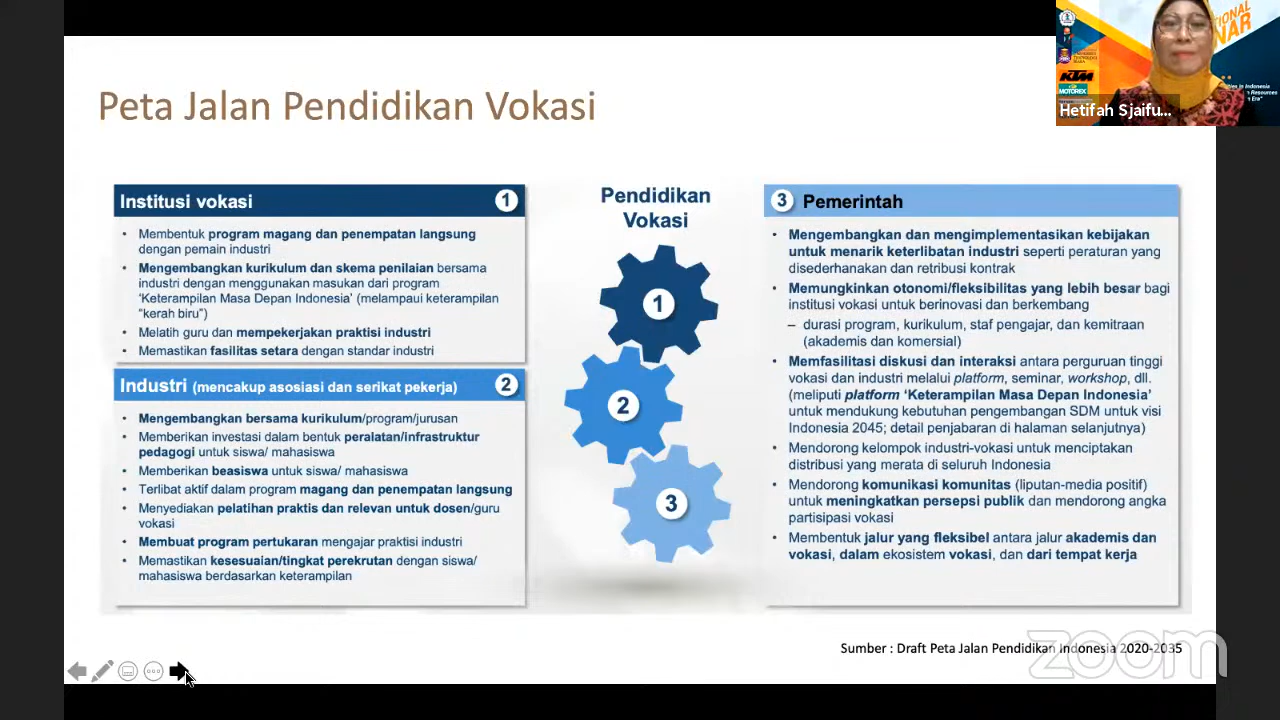 Peta Jalan Pendidikan Vokasi
Hetifah Sjaifu...
KTM
MOTOREX
Institusi vokasi
1
Membentuk program magang dan penempatan langsung
dengan pemain industri
Mengembangkan kurikulum dan skema penilaian bersama
industri dengan menggunakan masukan dari program
‘Keterampilan Masa Depan Indonesia’ (melampaui keterampilan
“kerah biru”)
Melatih guru dan mempekerjakan praktisi industri
Memastikan fasilitas setara dengan standar industri
Industri (mencakup asosiasi dan serikat pekerja)
2
Mengembangkan bersama kurikulum/program/jurusan
Memberikan investasi dalam bentuk peralatan/infrastruktur
pedagogi untuk siswa/ mahasiswa
Memberikan beasiswa untuk siswa/ mahasiswa
Terlibat aktif dalam program magang dan penempatan langsung
Menyediakan pelatihan praktis dan relevan untuk dosen/guru
vokasi
Membuat program pertukaran mengajar praktisi industri
Memastikan kesesuaian/tingkat perekrutan dengan siswa/
mahasiswa berdasarkan keterampilan
Pendidikan
Vokasi
1
2
3
3
Pemerintah
Mengembangkan dan mengimplementasikan kebijakan
untuk menarik keterlibatan industri seperti peraturan yang
disederhanakan dan retribusi kontrak
Memungkinkan otonomi/fleksibilitas yang lebih besar bagi
institusi vokasi untuk berinovasi dan berkembang
– durasi program, kurikulum, staf pengajar, dan kemitraan
(akademis dan komersial)
Memfasilitasi diskusi dan interaksi antara perguruan tinggi
vokasi dan industri melalui platform, seminar, workshop, dll.
(meliputi platform ‘Keterampilan Masa Depan Indonesia’
untuk mendukung kebutuhan pengembangan SDM untuk visi
Indonesia 2045; detail penjabaran di halaman selanjutnya)
Mendorong kelompok industri-vokasi untuk menciptakan
distribusi yang merata di seluruh Indonesia
Mendorong komunikasi komunitas (liputan-media positif)
untuk meningkatkan persepsi publik dan mendorong angka
partisipasi vokasi
Membentuk jalur yang fleksibel antara jalur akademis dan
vokasi, dalam ekosistem vokasi, dan dari tempat kerja
Sumber : Draft Peta Jalan Pendidikan Indonesia 2020-2035
zoom